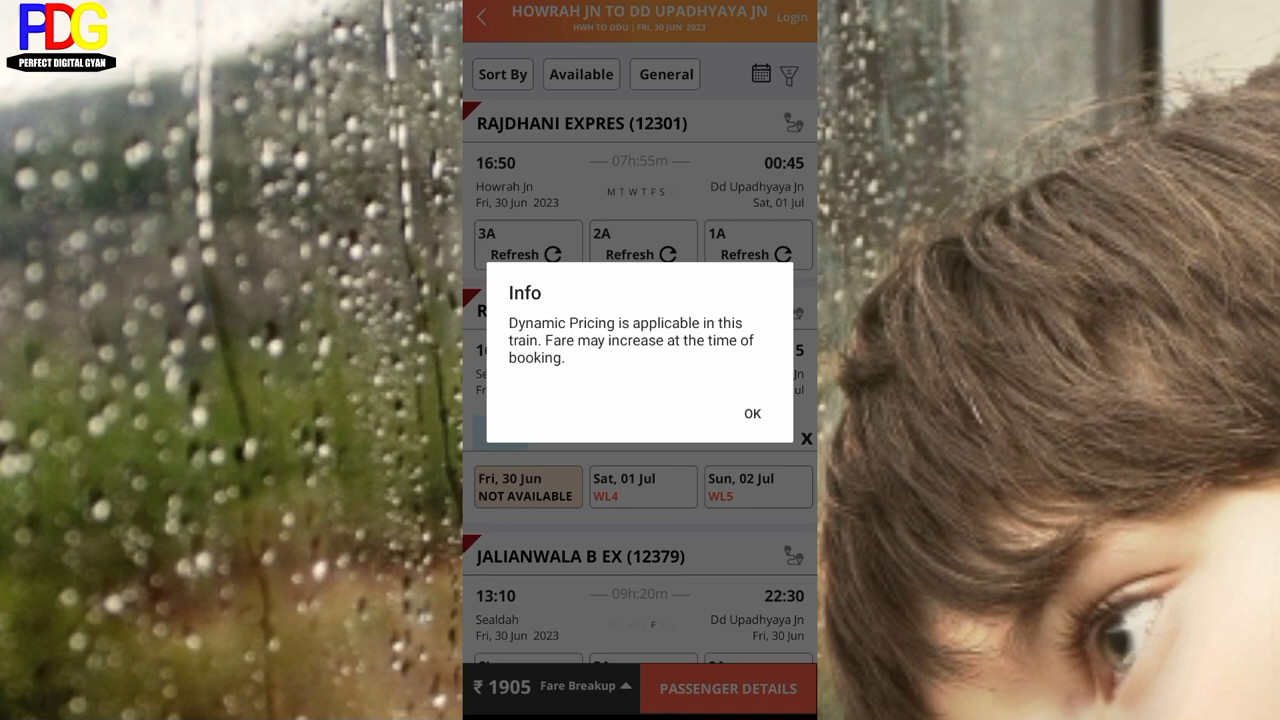 PDG
PERFECT DIGITAL GYAN
HOWRAH JN TO DD UPADHYAYA JN
HWH TO DDU | FRI, 30 JUN 2023
Login
Sort By
Available
General
RAJDHANI EXPRES (12301)
16:50
07h:55m
00:45
Howrah Jn
M T W T F S
Dd Upadhyaya Jn
Fri, 30 Jun 2023
Sat, 01 Jul
3A
2A
1A
Refresh
Refresh
Refresh
Info
Dynamic Pricing is applicable in this
train. Fare may increase at the time of
booking.
OK
X
Fri, 30 Jun
NOT AVAILABLE
Sat, 01 Jul
WL4
Sun, 02 Jul
WL5
JALIANWALA B EX (12379)
13:10
09h:20m
22:30
Sealdah
M T W T F S S
Dd Upadhyaya Jn
Fri, 30 Jun 2023
Fri, 30 Jun
₹ 1905
Fare Breakup
PASSENGER DETAILS